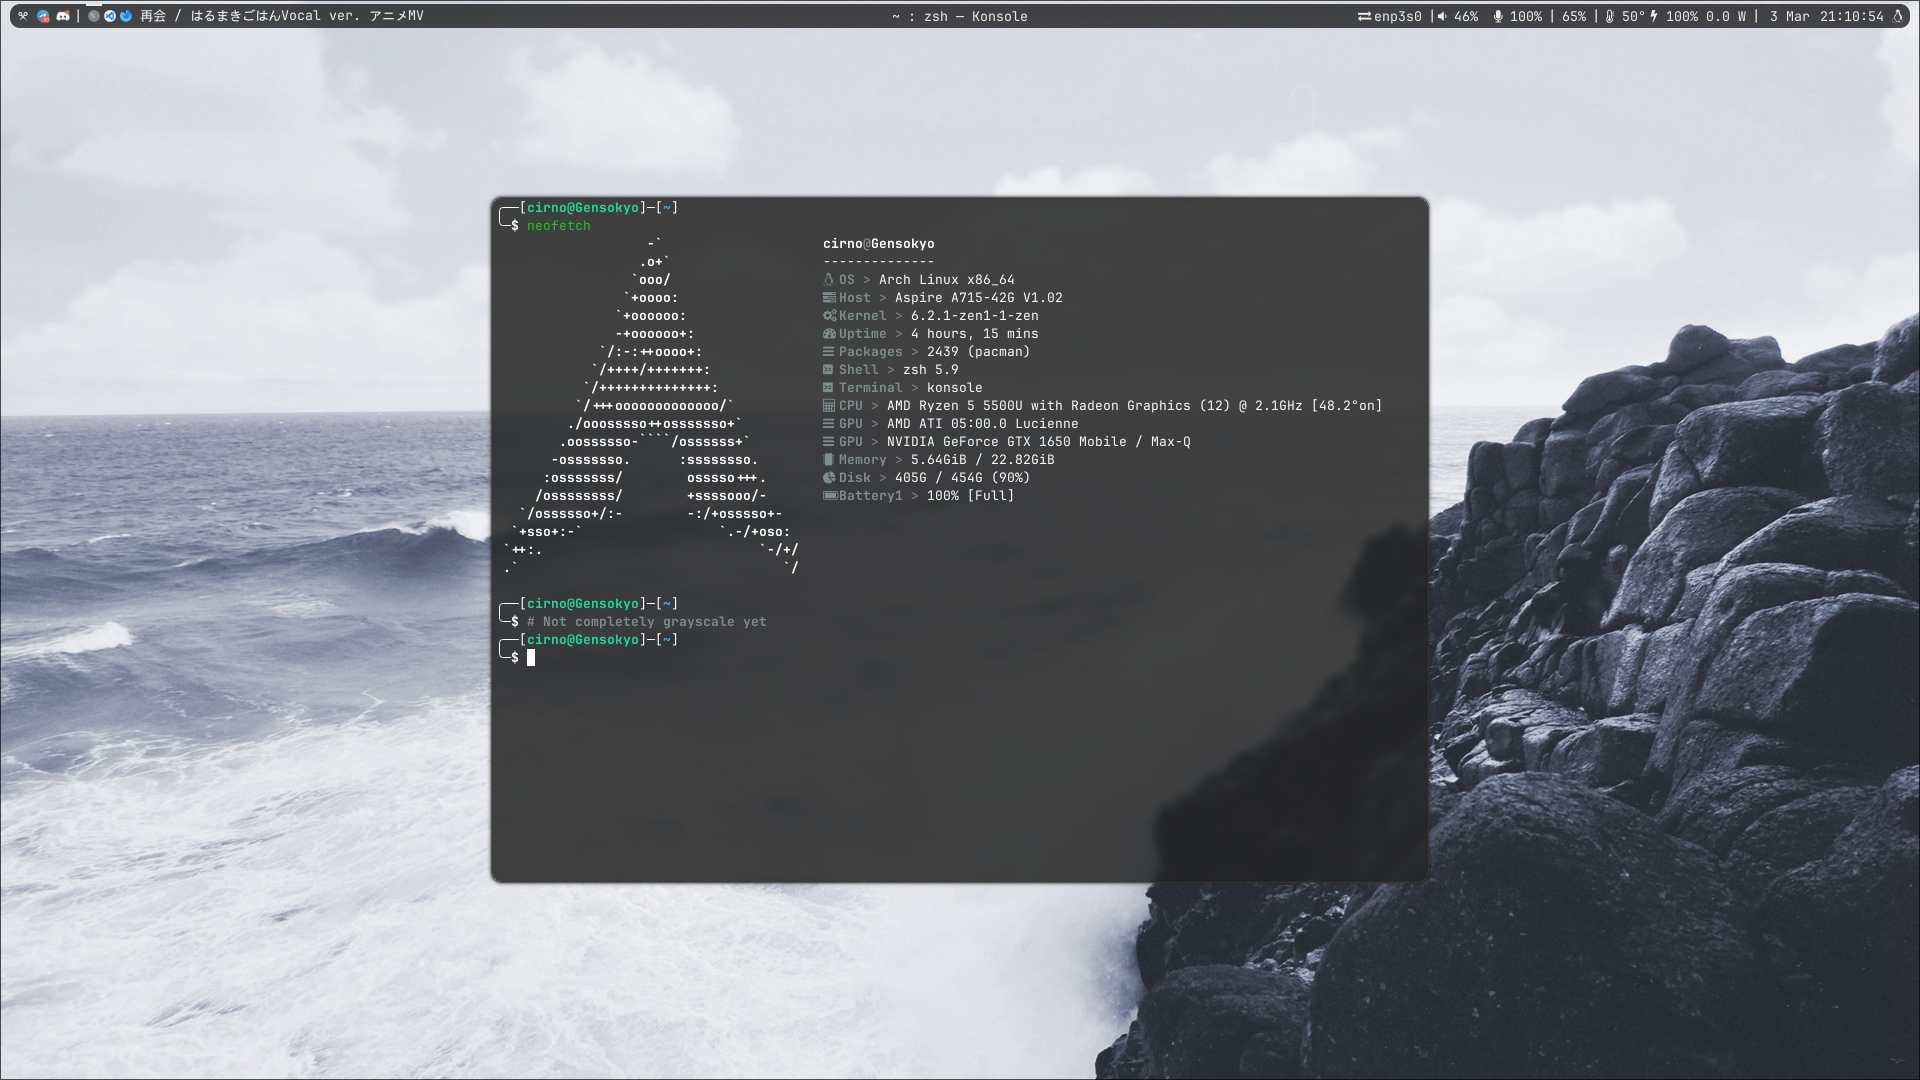 再会 / はるまきごはんVocal ver. アニメMV
~ : zsh — Konsole
enp3s0 | 46% 100% | 65% | 50° 100% 0.0 W | 3 Mar 21:10:54
[cirno@Gensokyo]—[~]
$ neofetch
-`
.o+`
`ooo/
`+oooo:
`+oooooo:
-+oooooo+:
`/:-:++oooo+:
`/++++/+++++++:
`/++++++++++++++:
`/+++ooooooooooooo/`
./ooosssso++osssssso+`
.oossssso-````/ossssss+`
-osssssso. :ssssssso.
:osssssss/ osssso+++.
/ossssssss/ +ssssooo/-
`/ossssso+/:- -:/+osssso+-
`+sso+:-` `.-/+oso:
`++:. `-/+/
.` `/
cirno@Gensokyo
--------------
OS > Arch Linux x86_64
Host > Aspire A715-42G V1.02
Kernel > 6.2.1-zen1-1-zen
Uptime > 4 hours, 15 mins
Packages > 2439 (pacman)
Shell > zsh 5.9
Terminal > konsole
CPU > AMD Ryzen 5 5500U with Radeon Graphics (12) @ 2.1GHz [48.2°on]
GPU > AMD ATI 05:00.0 Lucienne
GPU > NVIDIA GeForce GTX 1650 Mobile / Max-Q
Memory > 5.64GiB / 22.82GiB
Disk > 405G / 454G (90%)
Battery1 > 100% [Full]
[cirno@Gensokyo]—[~]
$ # Not completely grayscale yet
[cirno@Gensokyo]—[~]
$